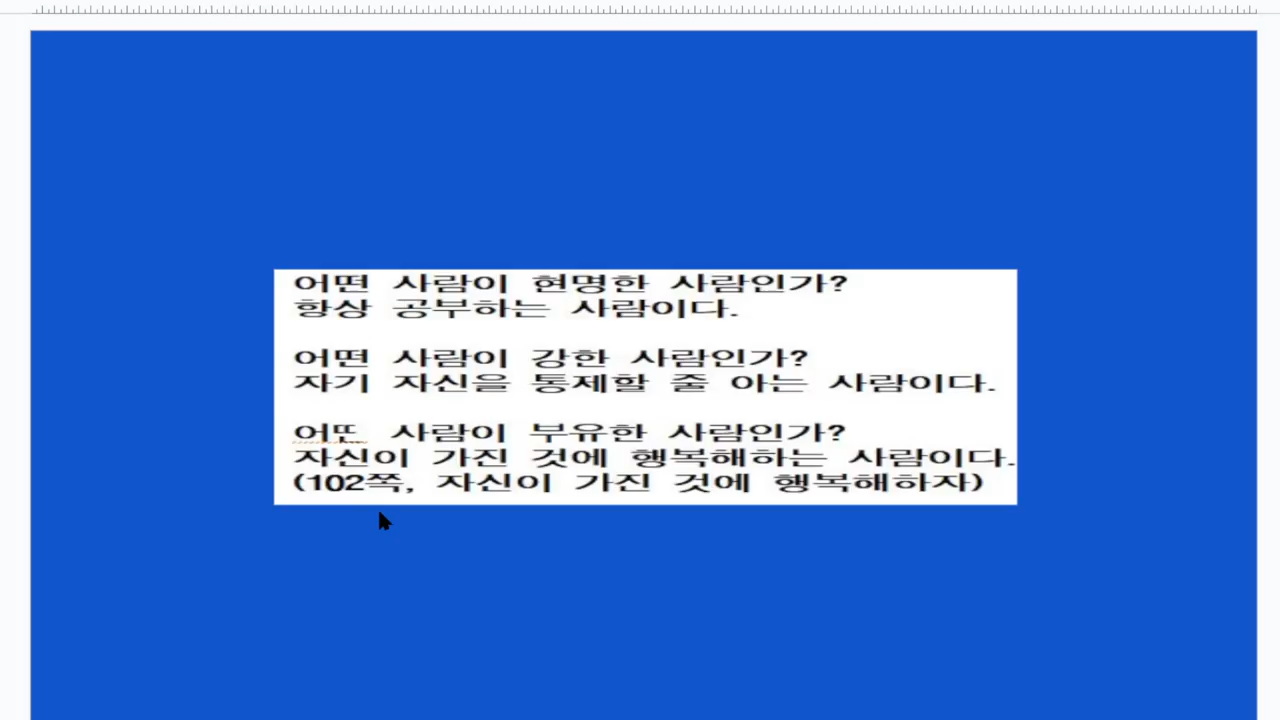 어떤 사람이 현명한 사람인가?
항상 공부하는 사람이다.
어떤 사람이 강한 사람인가?
자기 자신을 통제할 줄 아는 사람이다.
어떤 사람이 부유한 사람인가?
자신이 가진 것에 행복해하는 사람이다.
(102쪽, 자신이 가진 것에 행복해하자)